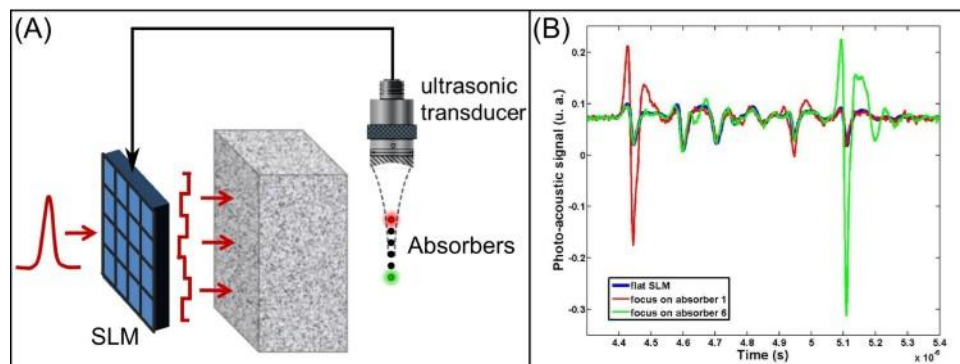 (A)
ultrasonic
transducer
Absorbers
SLM
(B)
Photo-acoustic signal (u. a.)
0.2
0.1
0
-0.1
-0.2
-0.3
flat SLM
focus on absorber 1
focus on absorber 6
4.4 4.5 4.6 4.7 4.8 4.9 5 5.1 5.2 5.3 5.4
Time (s)
x 10⁻⁶